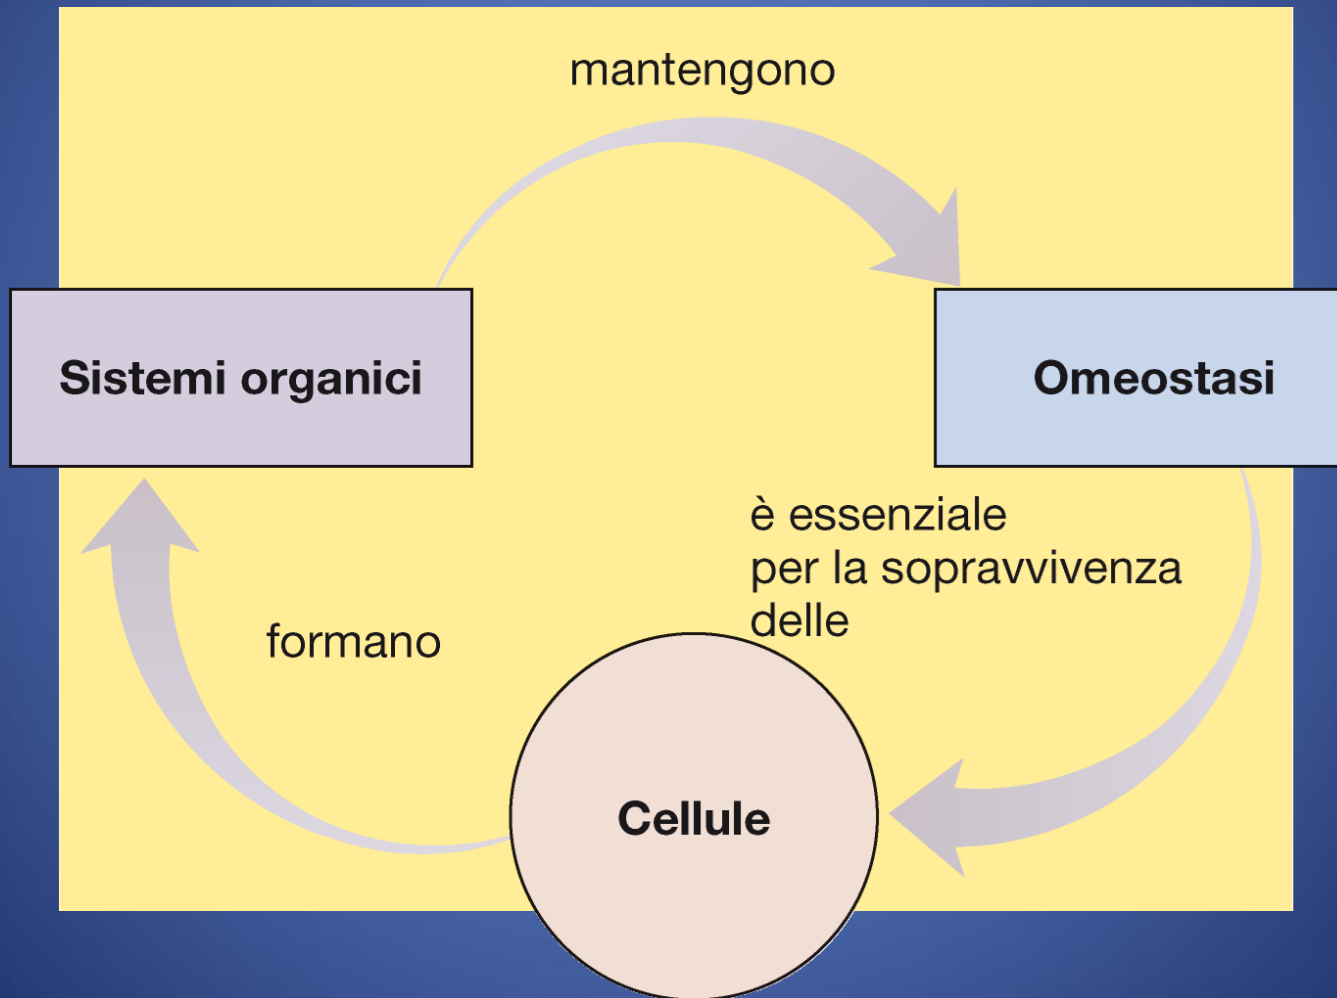 mantengono
Sistemi organici
Omeostasi
è essenziale
per la sopravvivenza
delle
formano
Cellule